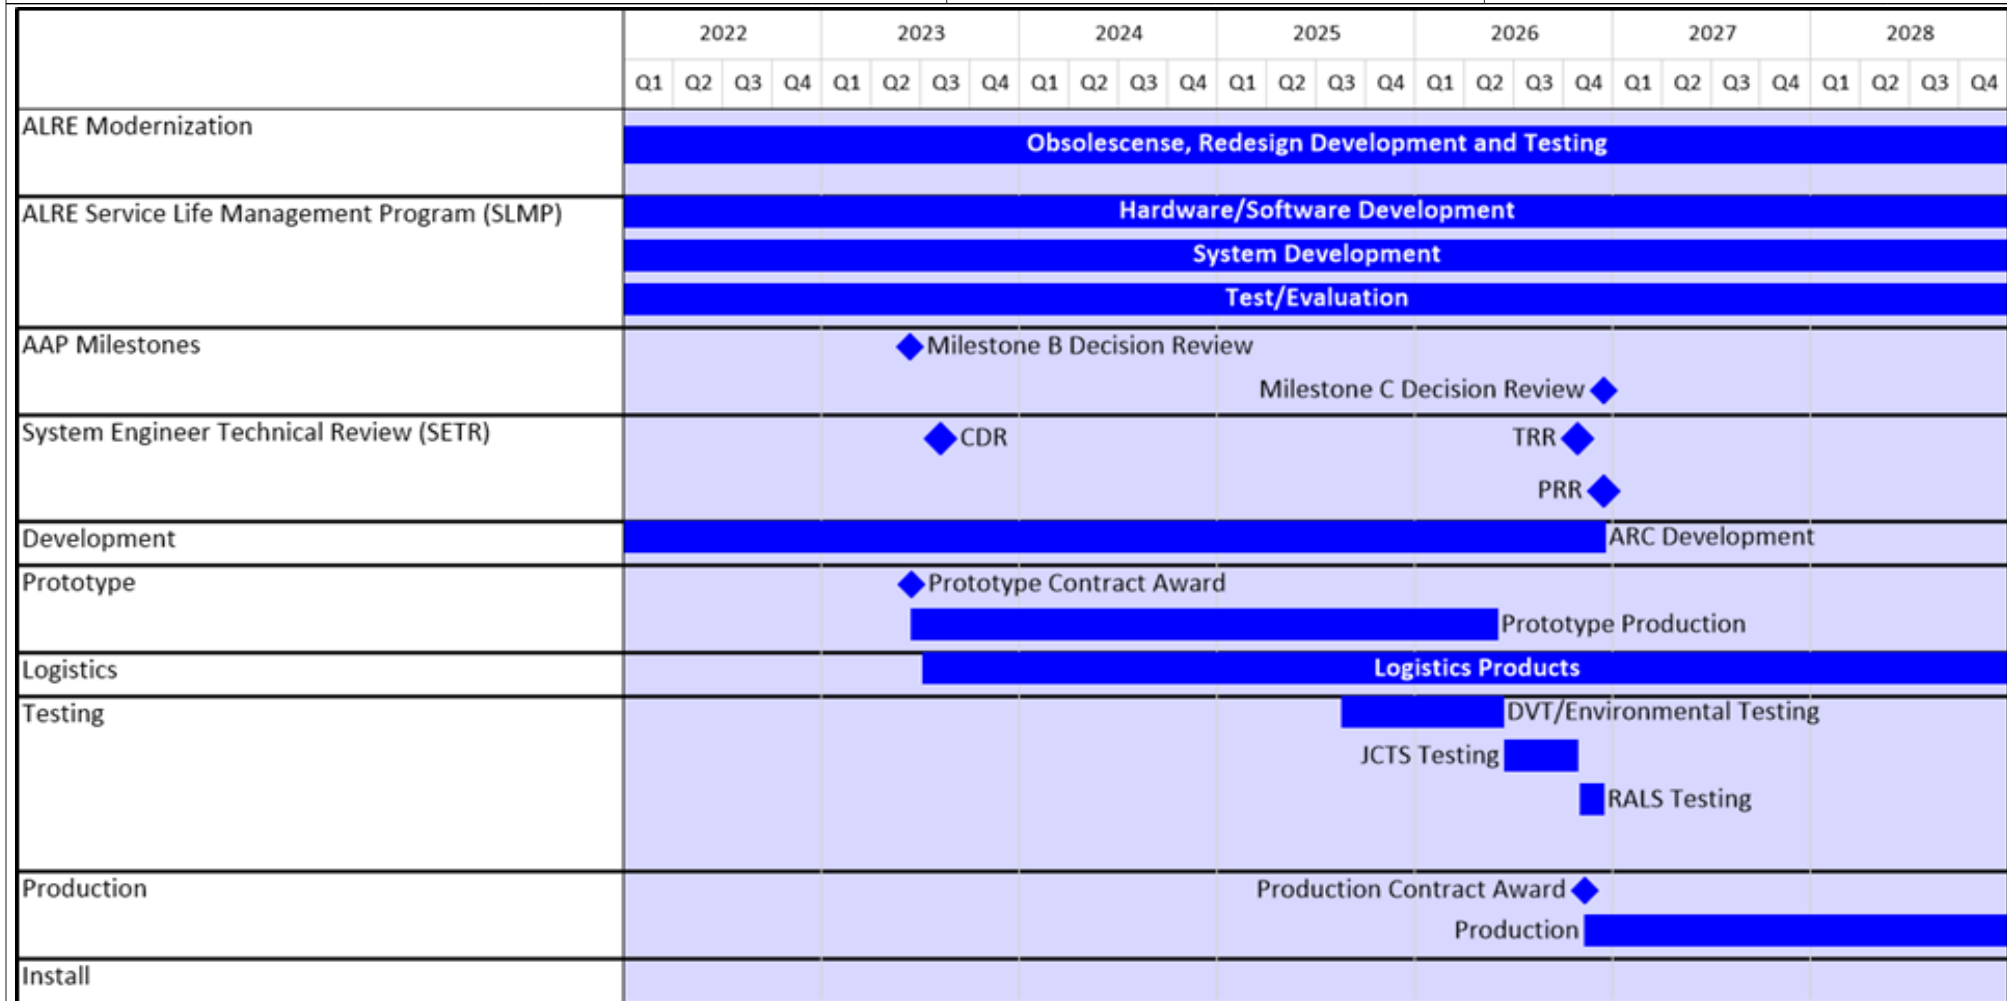 2022 2023 2024 2025 2026 2027 2028
Q1 Q2 Q3 Q4 Q1 Q2 Q3 Q4 Q1 Q2 Q3 Q4 Q1 Q2 Q3 Q4 Q1 Q2 Q3 Q4 Q1 Q2 Q3 Q4 Q1 Q2 Q3 Q4
ALRE Modernization
Obsolescense, Redesign Development and Testing
ALRE Service Life Management Program (SLMP)
Hardware/Software Development
System Development
Test/Evaluation
AAP Milestones
Milestone B Decision Review
Milestone C Decision Review
System Engineer Technical Review (SETR)
CDR
TRR
PRR
Development
ARC Development
Prototype
Prototype Contract Award
Prototype Production
Logistics
Logistics Products
Testing
DVT/Environmental Testing
JCTS Testing
RALS Testing
Production
Production Contract Award
Production
Install